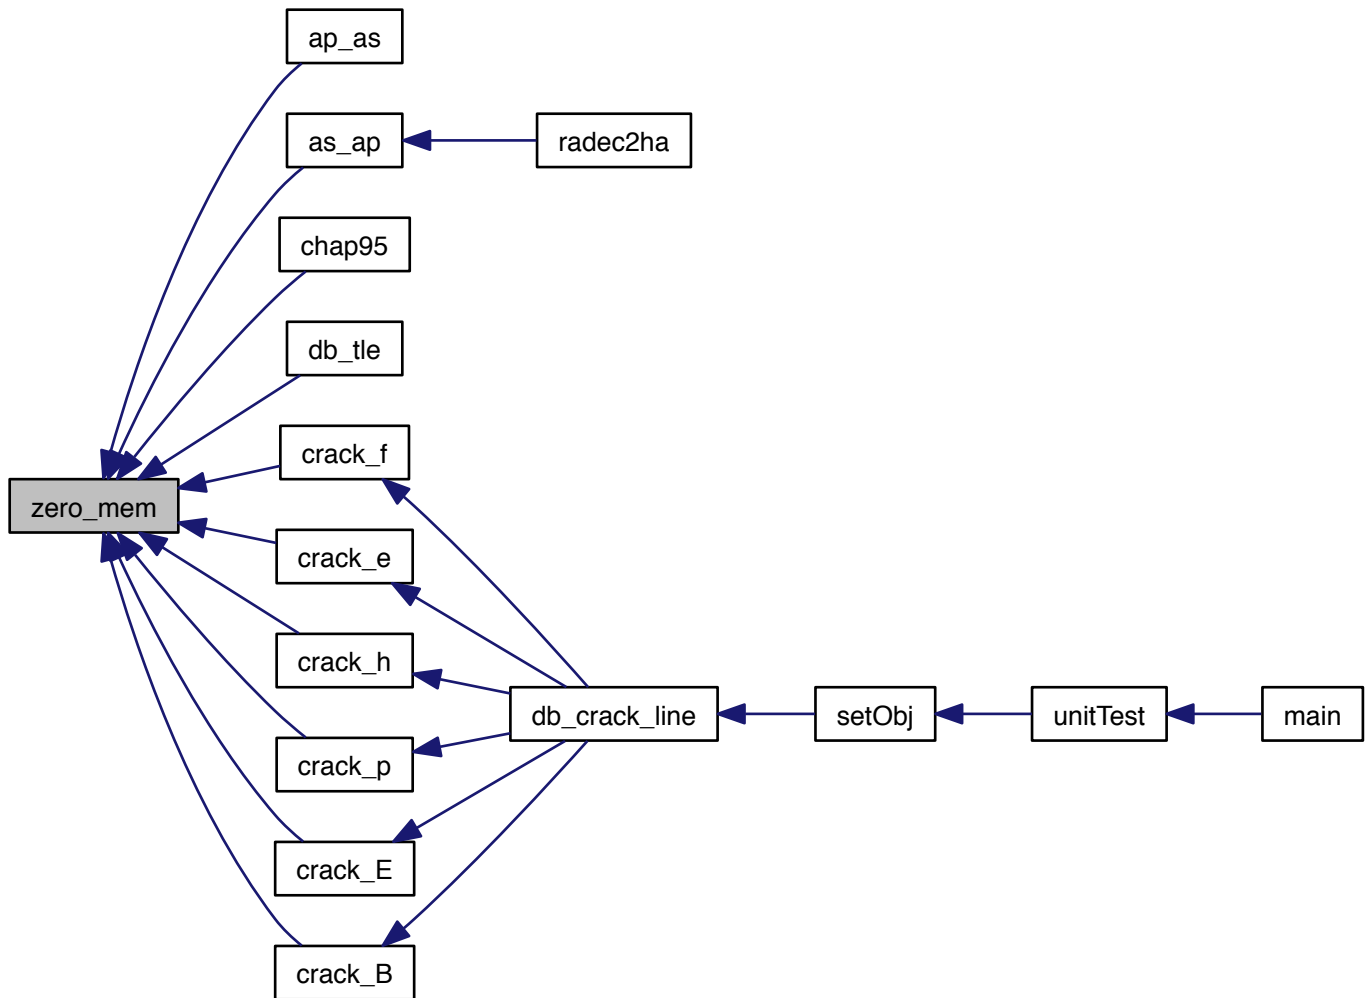 ap_as
as_ap
radec2ha
chap95
db_tle
crack_f
zero_mem
crack_e
crack_h
db_crack_line
setObj
unitTest
main
crack_p
crack_E
crack_B